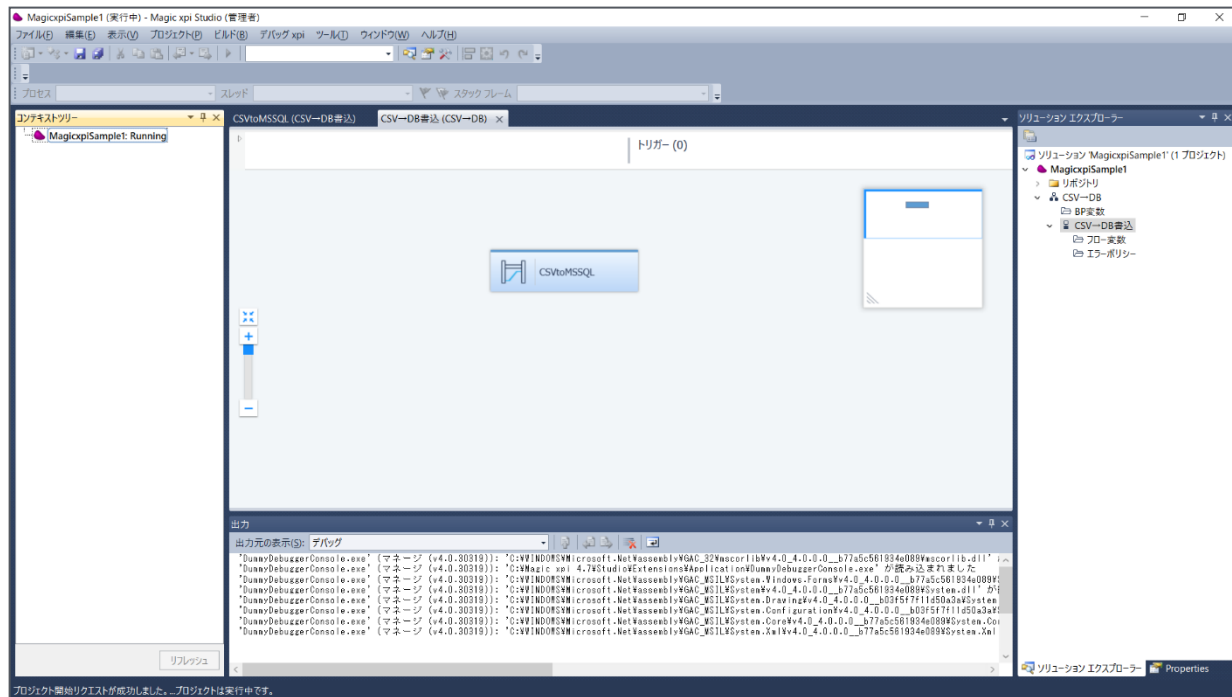 MagicxpiSample1 (実行中) - Magic xpi Studio (管理者)
ファイル(F) 編集(E) 表示(V) プロジェクト(P) ビルド(B) デバッグ xpi ツール(T) ウィンドウ(W) ヘルプ(H)
プロセス スレッド スタック フレーム
コンテキストツリー
MagicxpiSample1: Running
リフレッシュ
CSVtoMSSQL (CSV→DB書込) CSV→DB書込 (CSV→DB)
トリガー (0)
CSVtoMSSQL
出力
出力元の表示(S): デバッグ
'DummyDebuggerConsole.exe' (マネージ (v4.0.30319)): 'C:¥WINDOWS¥Microsoft.Net¥assembly¥GAC_32¥mscorlib¥v4.0_4.0.0.0__b77a5c561934e089¥mscorlib.dll'
'DummyDebuggerConsole.exe' (マネージ (v4.0.30319)): 'C:¥Magic xpi 4.7¥Studio¥Extensions¥Application¥DummyDebuggerConsole.exe' が読み込まれました
'DummyDebuggerConsole.exe' (マネージ (v4.0.30319)): 'C:¥WINDOWS¥Microsoft.Net¥assembly¥GAC_MSIL¥System.Windows.Forms¥v4.0_4.0.0.0__b77a5c561934e089¥
'DummyDebuggerConsole.exe' (マネージ (v4.0.30319)): 'C:¥WINDOWS¥Microsoft.Net¥assembly¥GAC_MSIL¥System¥v4.0_4.0.0.0__b77a5c561934e089¥System.dll' が
'DummyDebuggerConsole.exe' (マネージ (v4.0.30319)): 'C:¥WINDOWS¥Microsoft.Net¥assembly¥GAC_MSIL¥System.Drawing¥v4.0_4.0.0.0__b03f5f7f11d50a3a¥System
'DummyDebuggerConsole.exe' (マネージ (v4.0.30319)): 'C:¥WINDOWS¥Microsoft.Net¥assembly¥GAC_MSIL¥System.Configuration¥v4.0_4.0.0.0__b03f5f7f11d50a3a¥
'DummyDebuggerConsole.exe' (マネージ (v4.0.30319)): 'C:¥WINDOWS¥Microsoft.Net¥assembly¥GAC_MSIL¥System.Core¥v4.0_4.0.0.0__b77a5c561934e089¥System.Co
'DummyDebuggerConsole.exe' (マネージ (v4.0.30319)): 'C:¥WINDOWS¥Microsoft.Net¥assembly¥GAC_MSIL¥System.Xml¥v4.0_4.0.0.0__b77a5c561934e089¥System.Xml
ソリューション エクスプローラー
ソリューション 'MagicxpiSample1' (1 プロジェクト)
MagicxpiSample1
リポジトリ
CSV→DB
BP変数
CSV→DB書込
フロー変数
エラーポリシー
ソリューション エクスプローラー Properties
プロジェクト開始リクエストが成功しました。...プロジェクトは実行中です。